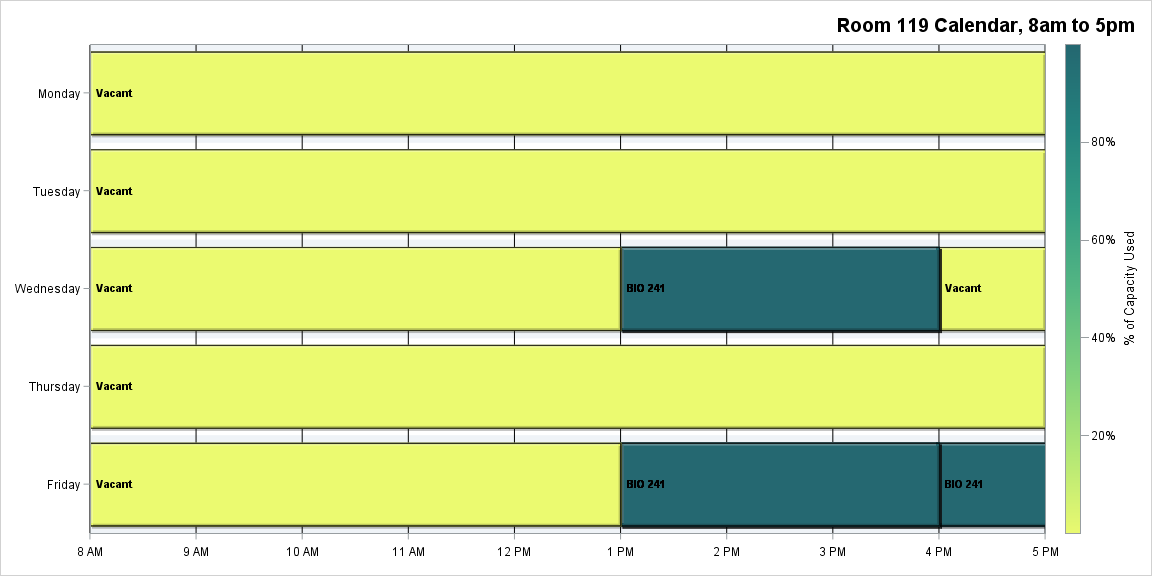 Room 119 Calendar, 8am to 5pm
Monday
Vacant
Tuesday
Vacant
Wednesday
Vacant
BIO 241
Vacant
Thursday
Vacant
Friday
Vacant
BIO 241
BIO 241
8 AM
9 AM
10 AM
11 AM
12 PM
1 PM
2 PM
3 PM
4 PM
5 PM
80%
60%
40%
20%
% of Capacity Used